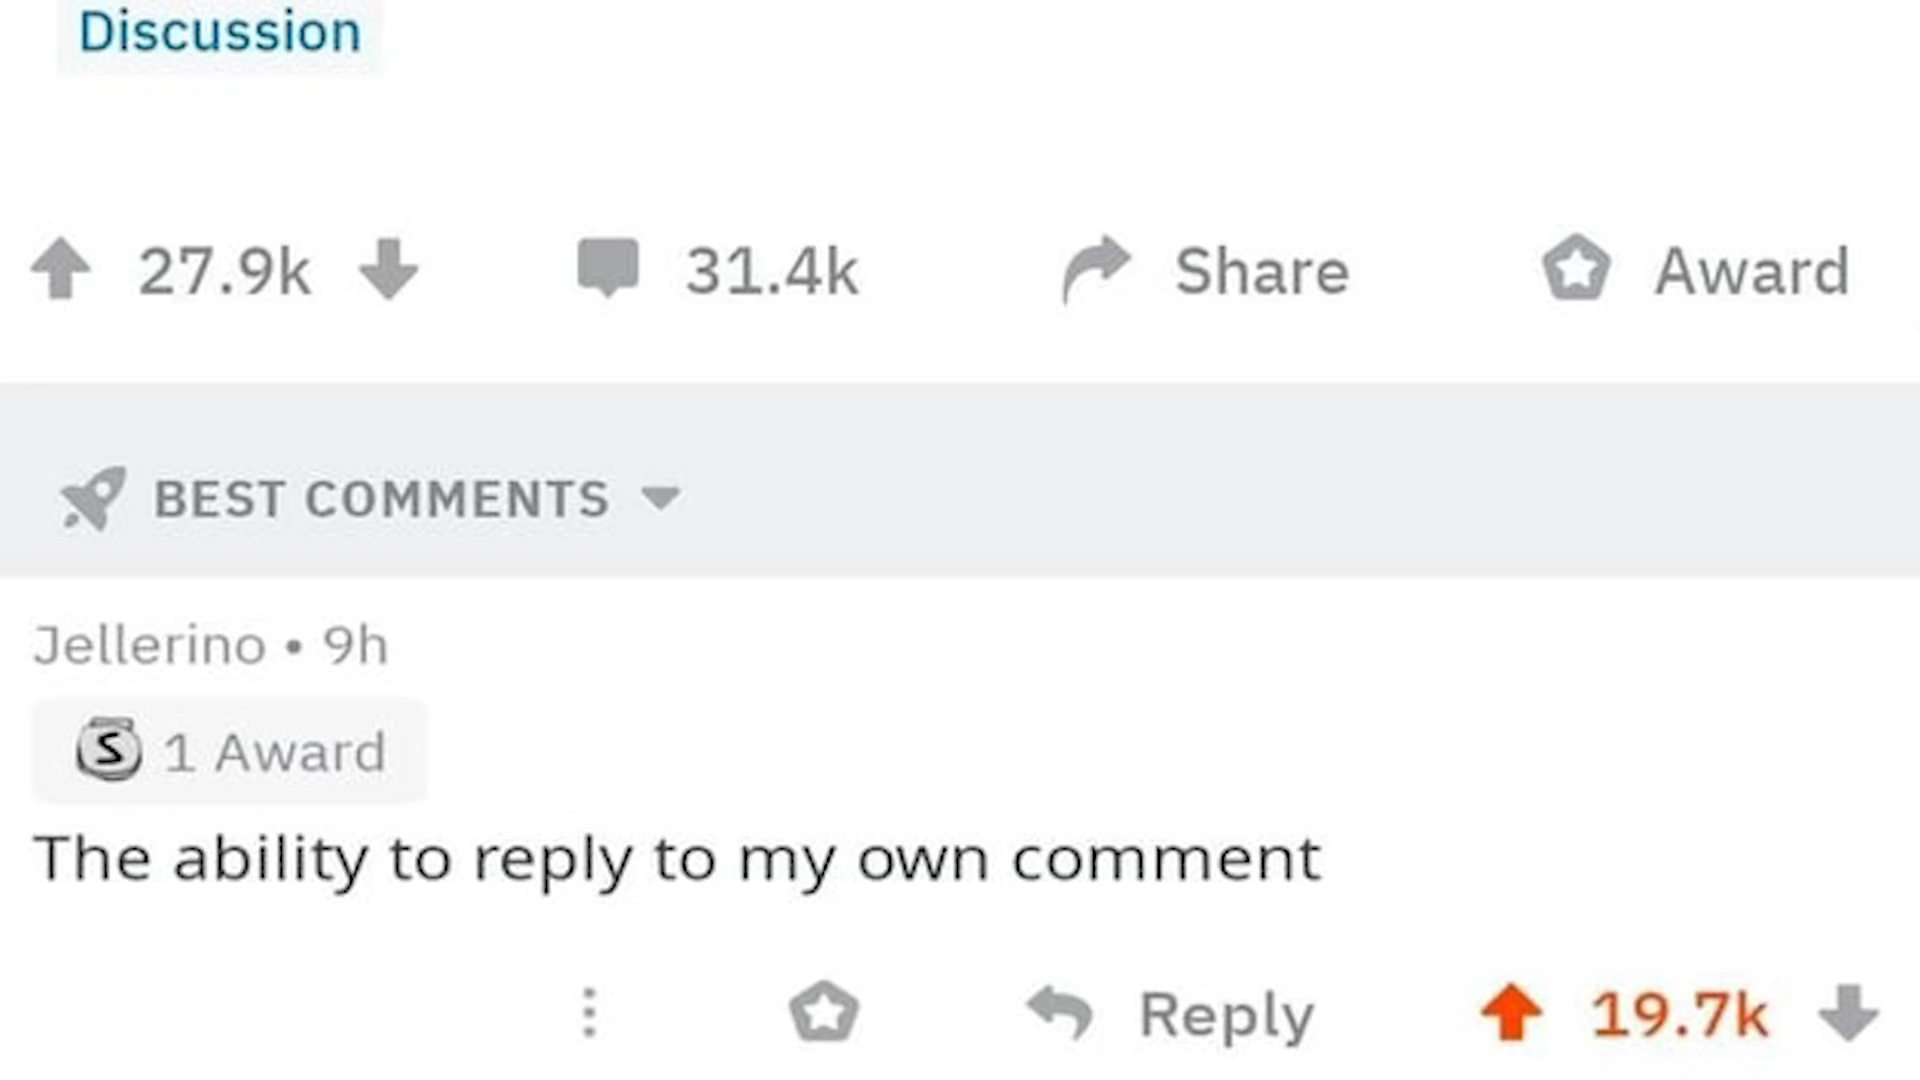 Discussion
27.9k 31.4k Share Award
BEST COMMENTS
Jellerino • 9h
S 1 Award
The ability to reply to my own comment
Reply 19.7k